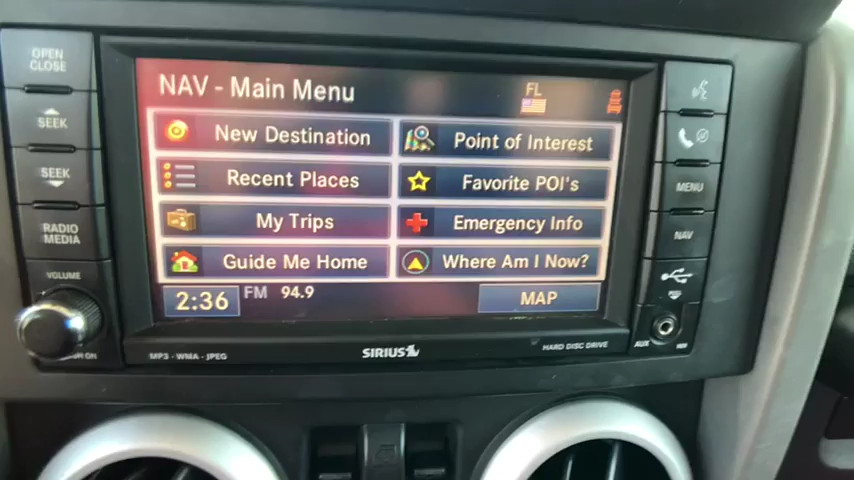 OPEN
CLOSE
SEEK
SEEK
RADIO
MEDIA
VOLUME
NAV - Main Menu
FL
New Destination
Point of Interest
Recent Places
Favorite POI's
My Trips
Emergency Info
Guide Me Home
Where Am I Now?
2:36
FM 94.9
MAP
MENU
NAV
AUX
MP3 - WMA - JPEG
SIRIUS
HARD DISC DRIVE